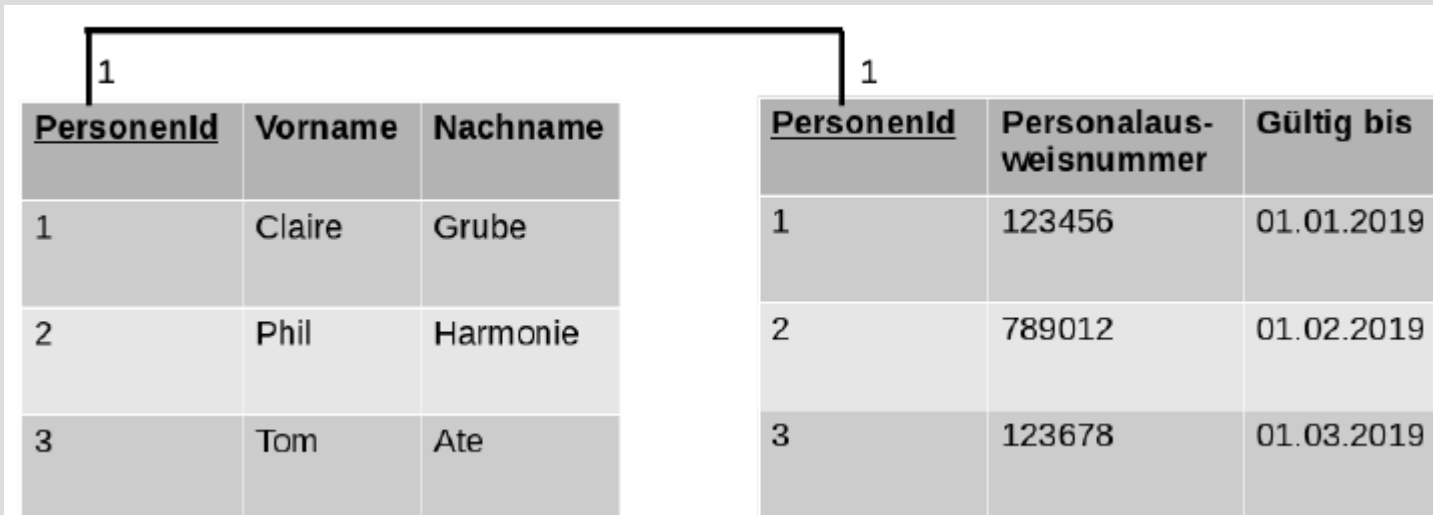 1 1
PersonenId Vorname Nachname
1 Claire Grube
2 Phil Harmonie
3 Tom Ate
PersonenId Personalaus- Gültig bis
weisnummer
1 123456 01.01.2019
2 789012 01.02.2019
3 123678 01.03.2019